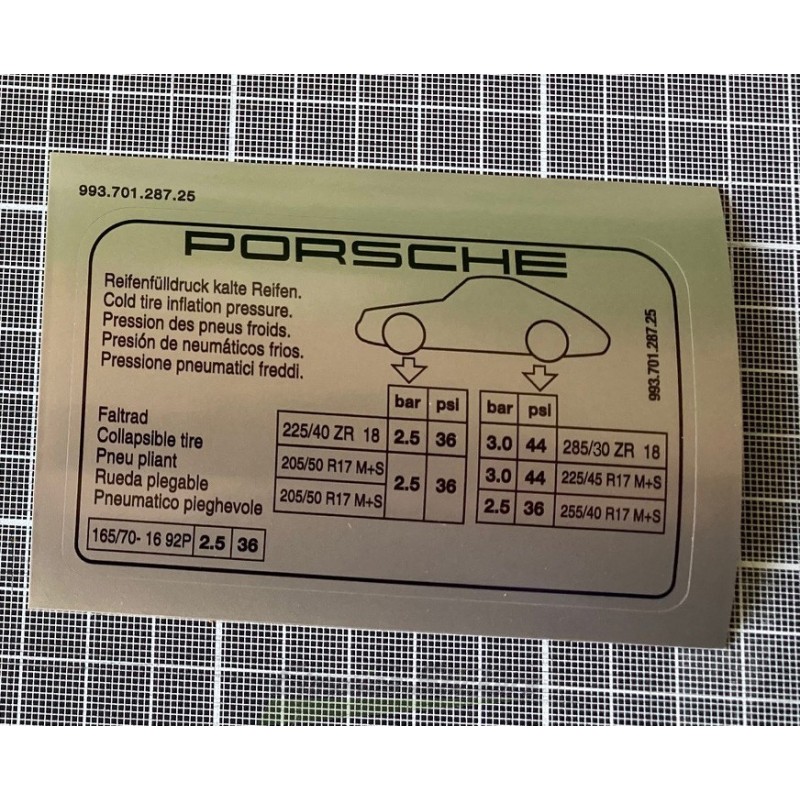 993.701.287.25
PORSCHE
Reifenfülldruck kalte Reifen.
Cold tire inflation pressure.
Pression des pneus froids.
Presión de neumáticos frios.
Pressione pneumatici freddi.
993.701.287.25
bar psi bar psi
Faltrad
Collapsible tire
Pneu pliant
Rueda plegable
Pneumatico pieghevole
225/40 ZR 18 2.5 36 3.0 44 285/30 ZR 18
205/50 R17 M+S 2.5 36 3.0 44 225/45 R17 M+S
205/50 R17 M+S 2.5 36 255/40 R17 M+S
165/70- 16 92P 2.5 36